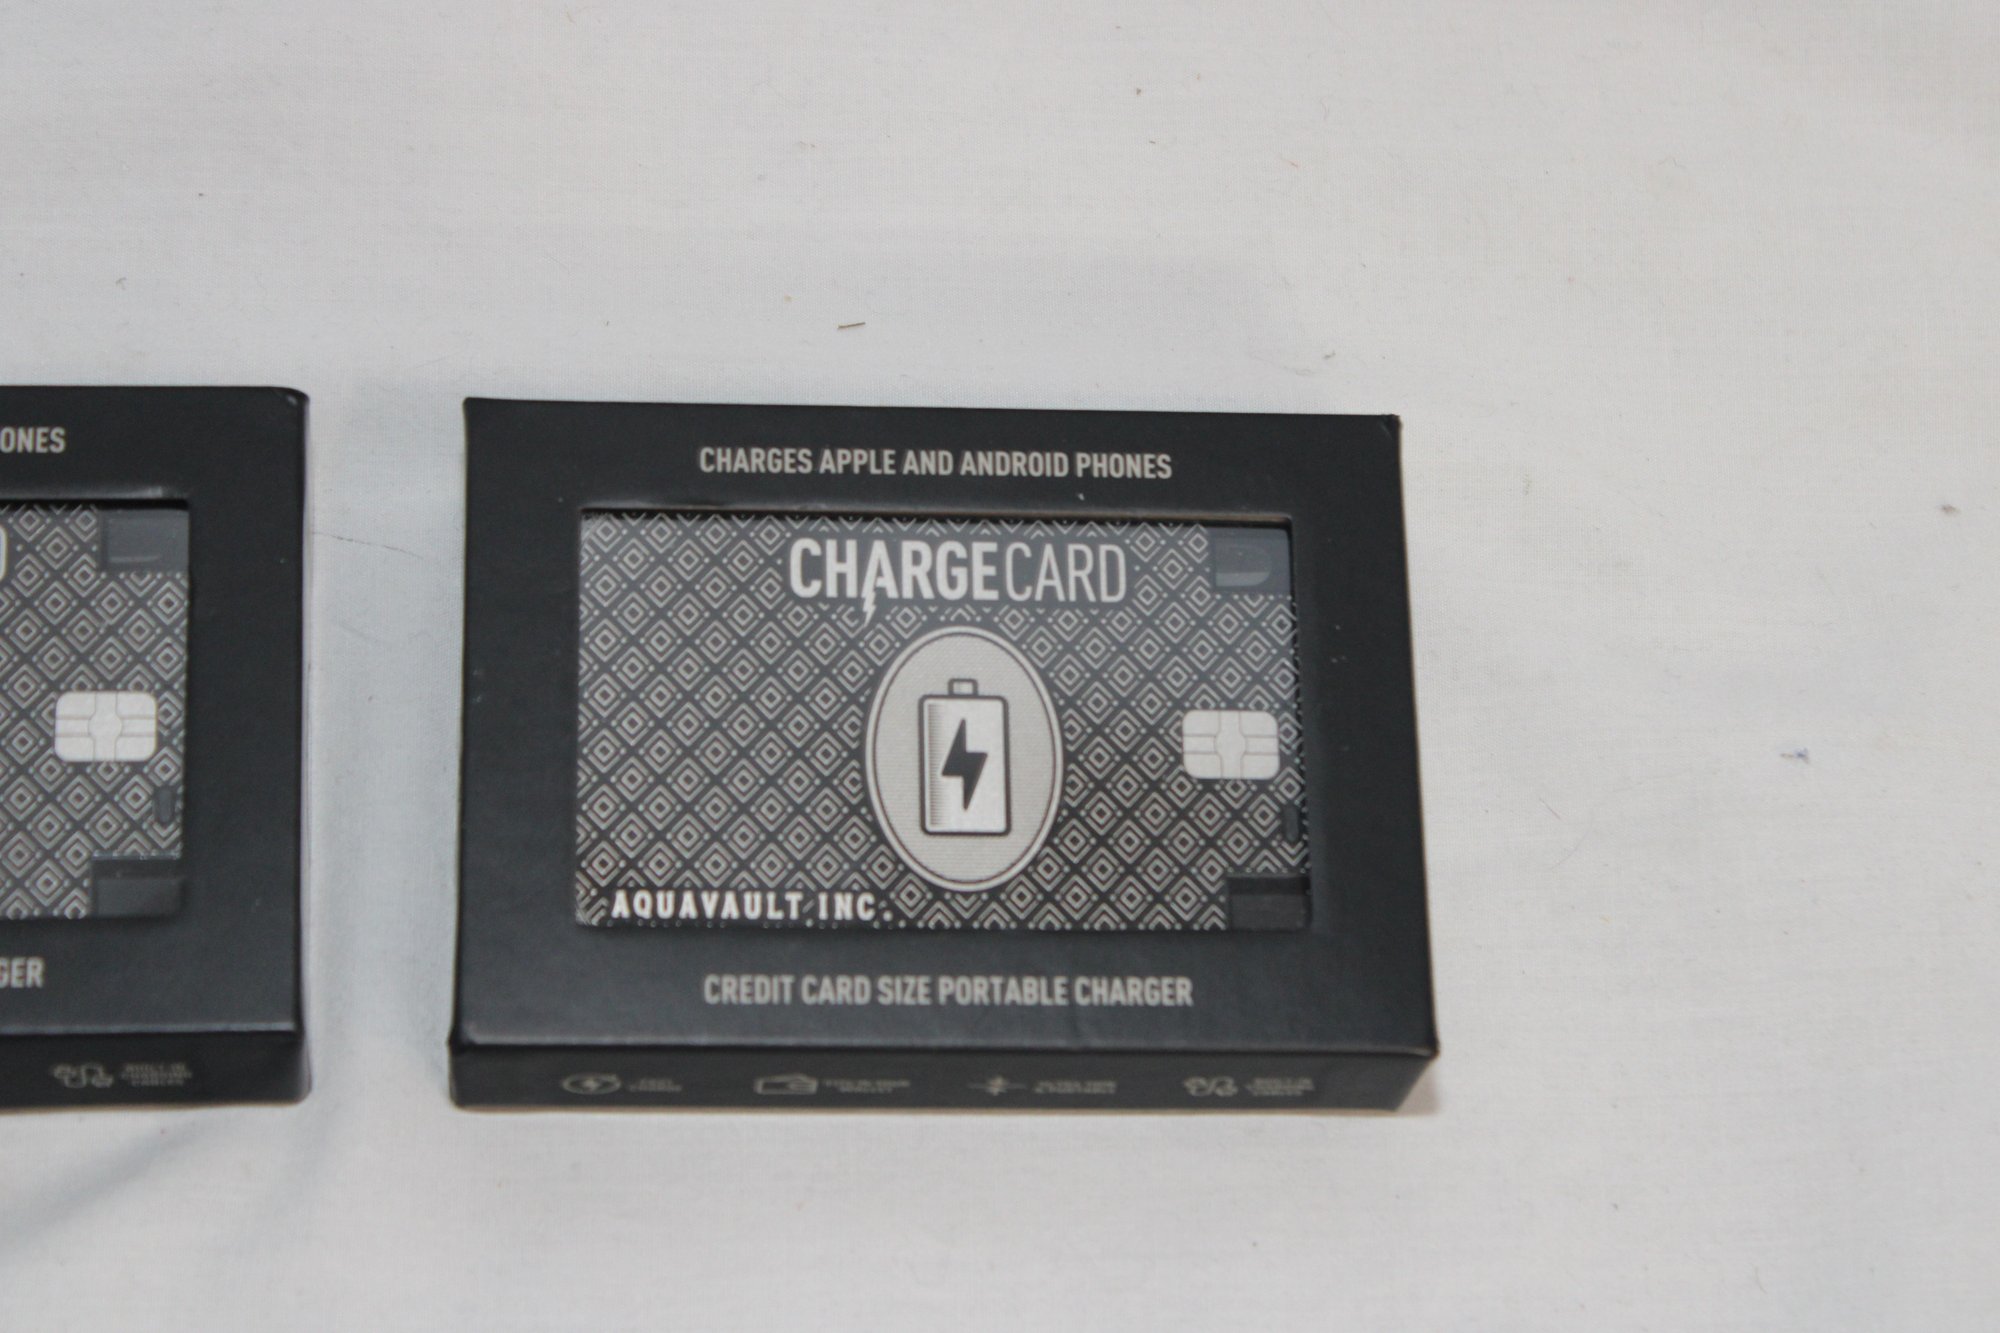 ONES
GER
CHARGES APPLE AND ANDROID PHONES
CHARGECARD
AQUAVAULT INC.
CREDIT CARD SIZE PORTABLE CHARGER